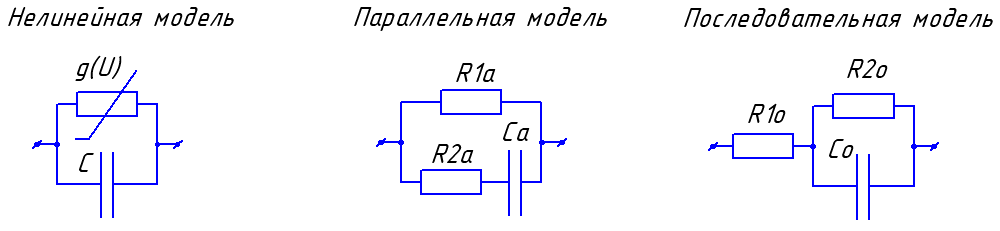 Нелинейная модель
Параллельная модель
Последовательная модель
g(U)
C
R1a
Ca
R2a
R2o
R1o
Co